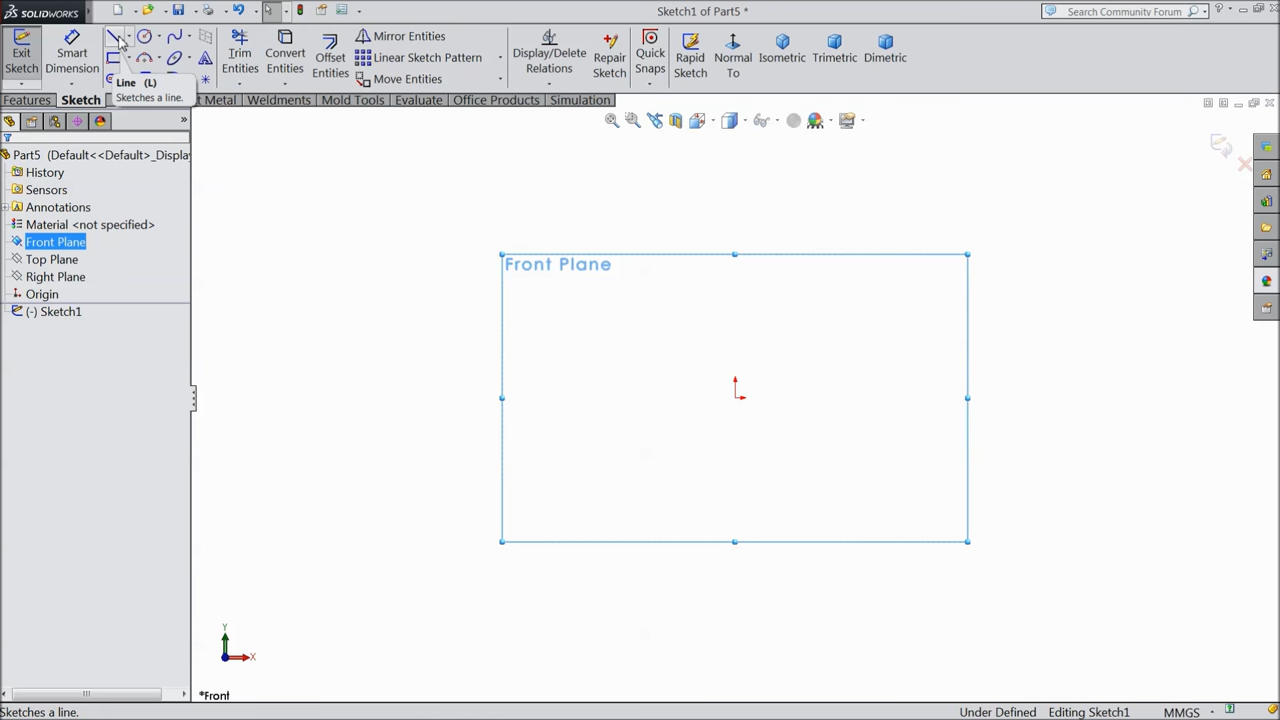 SOLIDWORKS
Sketch1 of Part5 *
Search Community Forum
Exit Sketch
Smart Dimension
Trim Entities
Convert Entities
Offset Entities
Mirror Entities
Linear Sketch Pattern
Move Entities
Display/Delete Relations
Repair Sketch
Quick Snaps
Rapid Sketch
Normal To
Isometric
Trimetric
Dimetric
Line (L)
Sketches a line.
Features
Sketch
t Metal
Weldments
Mold Tools
Evaluate
Office Products
Simulation
Part5 (Default<<Default>_Display
History
Sensors
Annotations
Material <not specified>
Front Plane
Top Plane
Right Plane
Origin
(-) Sketch1
Front Plane
Y
X
*Front
Sketches a line.
Under Defined
Editing Sketch1
MMGS